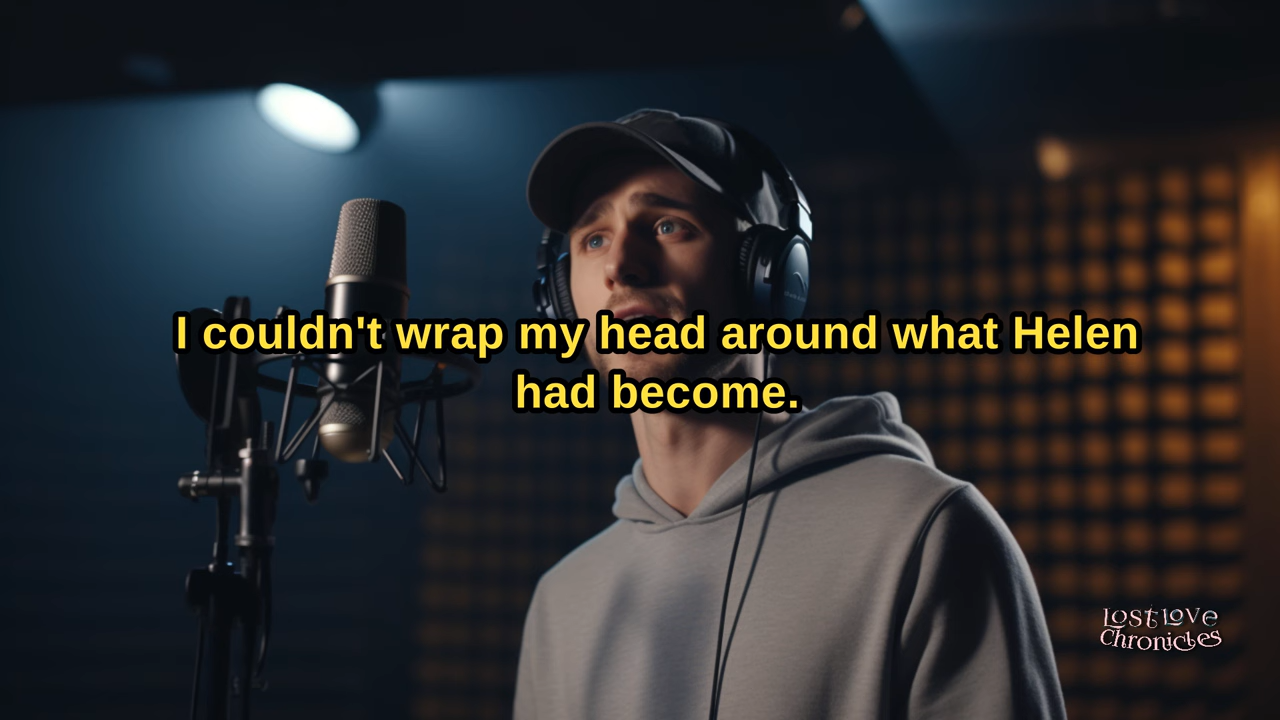 I couldn't wrap my head around what Helen
had become.
Lost Love
Chronicles